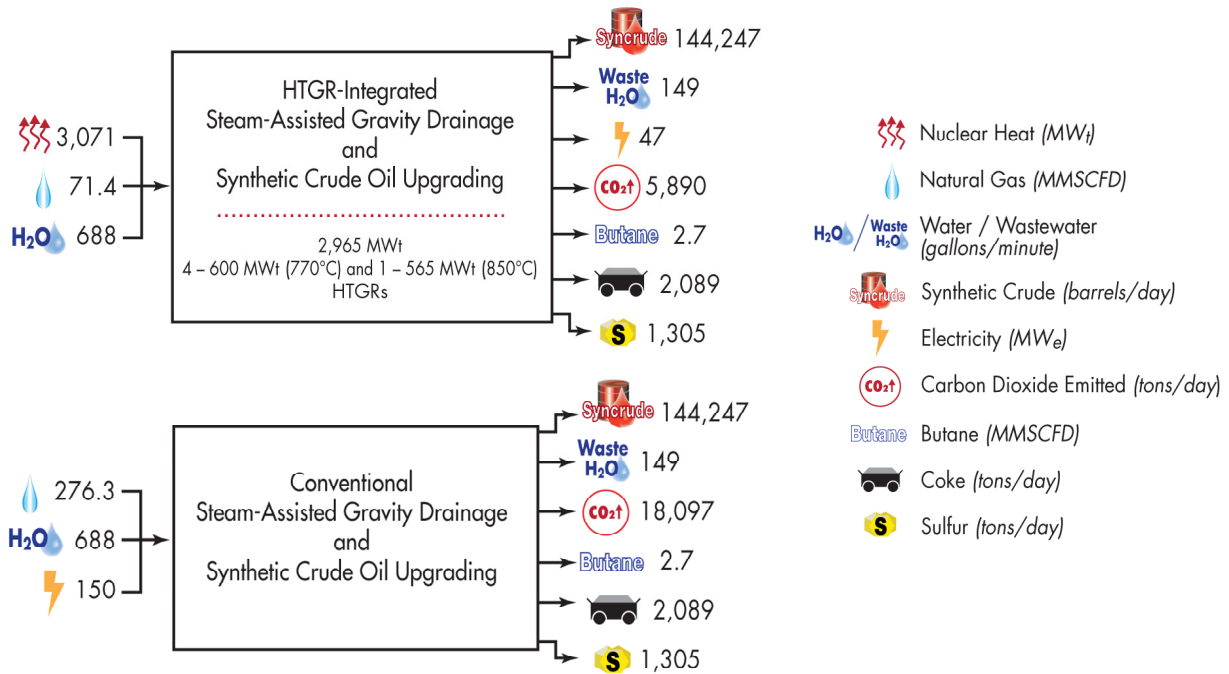 3,071
71.4
H₂O 688
HTGR-Integrated
Steam-Assisted Gravity Drainage
and
Synthetic Crude Oil Upgrading
2,965 MWt
4 – 600 MWt (770°C) and 1 – 565 MWt (850°C)
HTGRs
Syncrude 144,247
Waste
H₂O 149
47
CO₂↑ 5,890
Butane 2.7
2,089
S 1,305
276.3
H₂O 688
150
Conventional
Steam-Assisted Gravity Drainage
and
Synthetic Crude Oil Upgrading
Syncrude 144,247
Waste
H₂O 149
CO₂↑ 18,097
Butane 2.7
2,089
S 1,305
Nuclear Heat (MWₜ)
Natural Gas (MMSCFD)
H₂O / Waste H₂O Water / Wastewater
(gallons/minute)
Syncrude Synthetic Crude (barrels/day)
Electricity (MWₑ)
CO₂↑ Carbon Dioxide Emitted (tons/day)
Butane Butane (MMSCFD)
Coke (tons/day)
S Sulfur (tons/day)